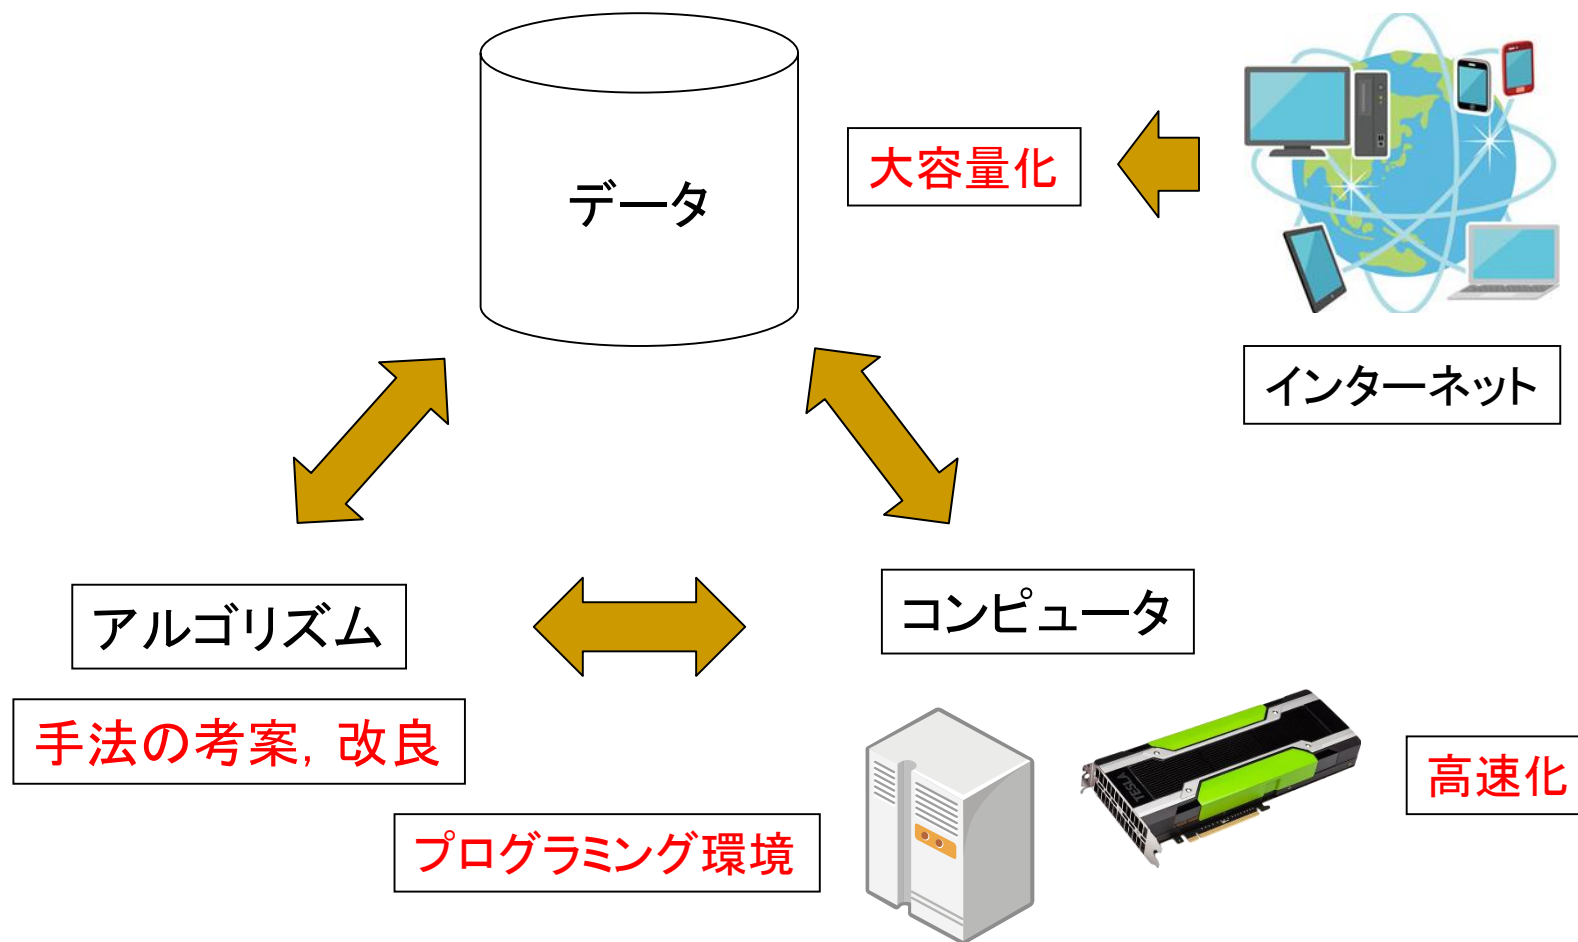 データ
大容量化
インターネット
アルゴリズム
コンピュータ
手法の考案, 改良
高速化
プログラミング環境
TESLA